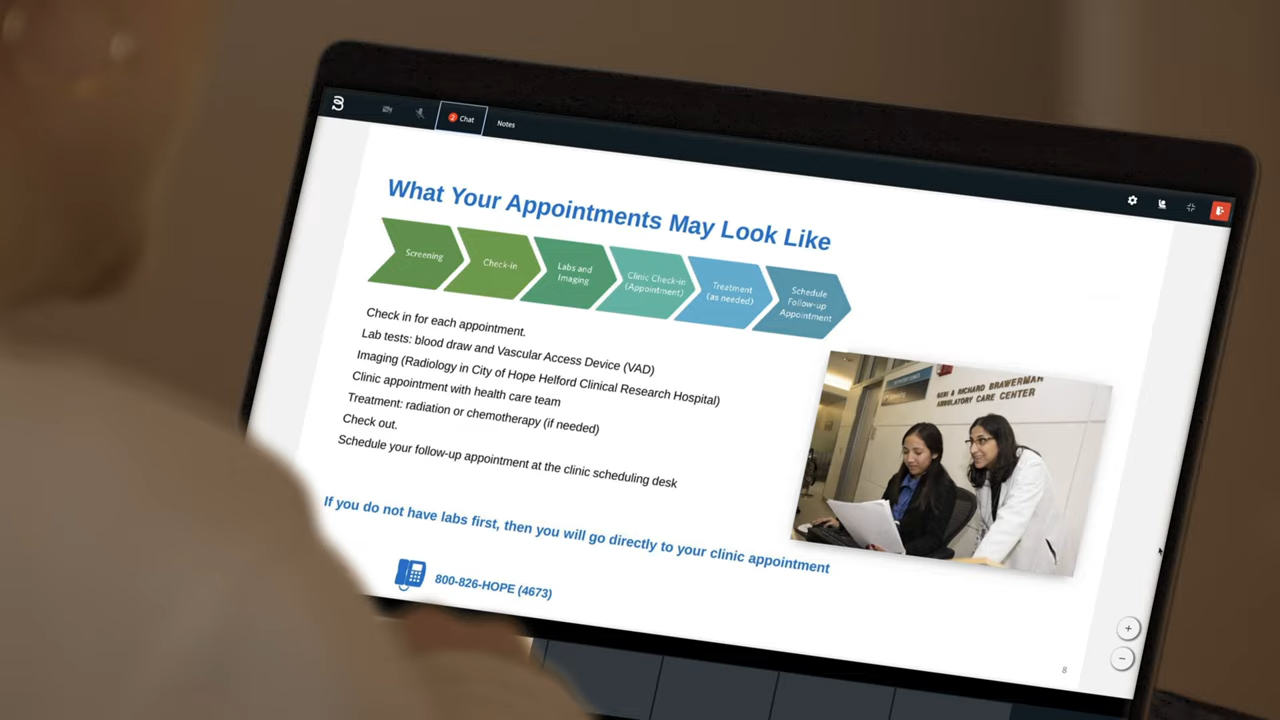 2 Chat
Notes
What Your Appointments May Look Like
Screening
Check-in
Labs and
Imaging
Clinic Check-in
(Appointment)
Treatment
(as needed)
Schedule
Follow-up
Appointment
Check in for each appointment.
Lab tests: blood draw and Vascular Access Device (VAD)
Imaging (Radiology in City of Hope Helford Clinical Research Hospital)
Clinic appointment with health care team
Treatment: radiation or chemotherapy (if needed)
Check out.
Schedule your follow-up appointment at the clinic scheduling desk
& RICHARD BRAWERMAN
AMBULATORY CARE CENTER
If you do not have labs first, then you will go directly to your clinic appointment
800-826-HOPE (4673)
8